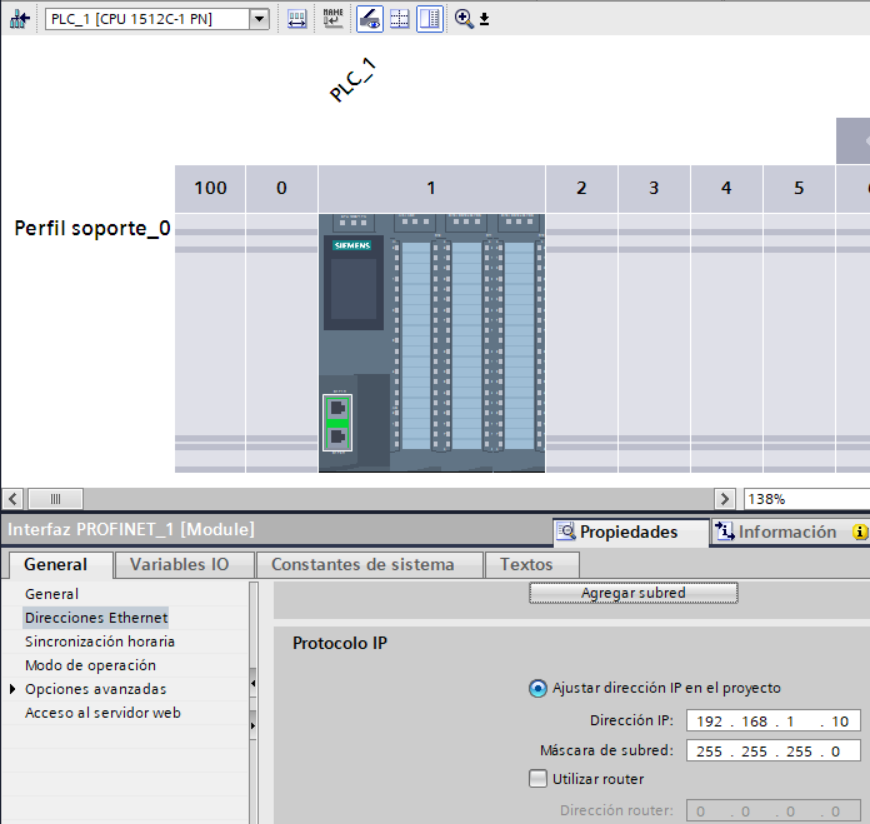 PLC_1 [CPU 1512C-1 PN]
NAME
PLC_1
100 0 1 2 3 4 5
Perfil soporte_0
SIEMENS
138%
Interfaz PROFINET_1 [Module]
Propiedades
Información
General Variables IO Constantes de sistema Textos
General
Direcciones Ethernet
Sincronización horaria
Modo de operación
Opciones avanzadas
Acceso al servidor web
Agregar subred
Protocolo IP
Ajustar dirección IP en el proyecto
Dirección IP: 192 . 168 . 1 . 10
Máscara de subred: 255 . 255 . 255 . 0
Utilizar router
Dirección router: 0 . 0 . 0 . 0